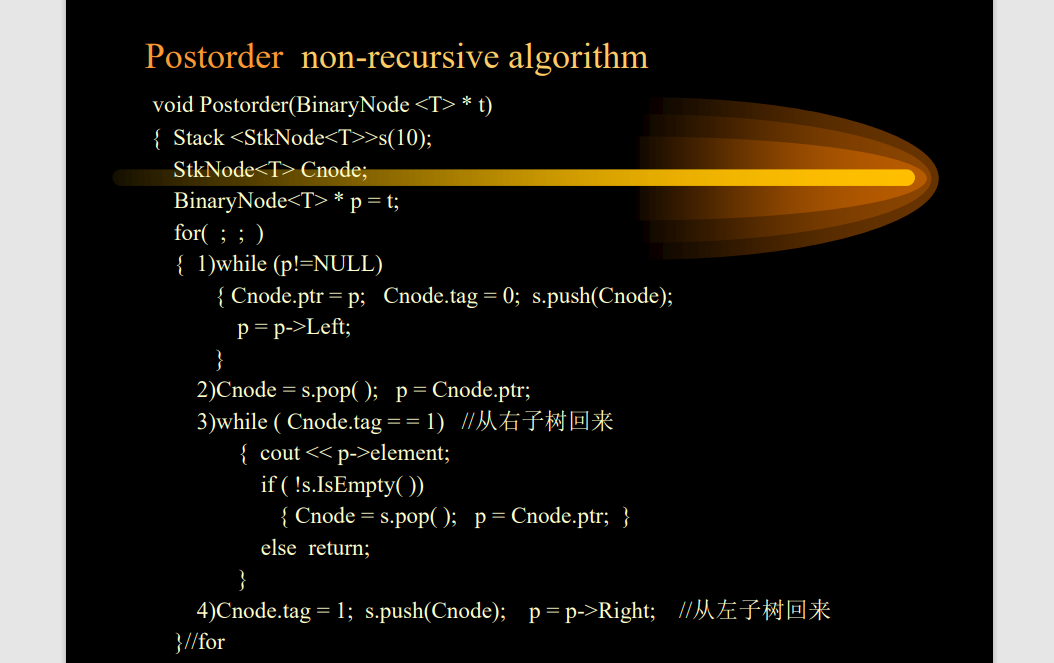 Postorder non-recursive algorithm
void Postorder(BinaryNode <T> * t)
{ Stack <StkNode<T>>s(10);
StkNode<T> Cnode;
BinaryNode<T> * p = t;
for( ; ; )
{ 1)while (p!=NULL)
{ Cnode.ptr = p; Cnode.tag = 0; s.push(Cnode);
p = p->Left;
}
2)Cnode = s.pop( ); p = Cnode.ptr;
3)while ( Cnode.tag = = 1) //从右子树回来
{ cout << p->element;
if ( !s.IsEmpty( ))
{ Cnode = s.pop( ); p = Cnode.ptr; }
else return;
}
4)Cnode.tag = 1; s.push(Cnode); p = p->Right; //从左子树回来
}//for